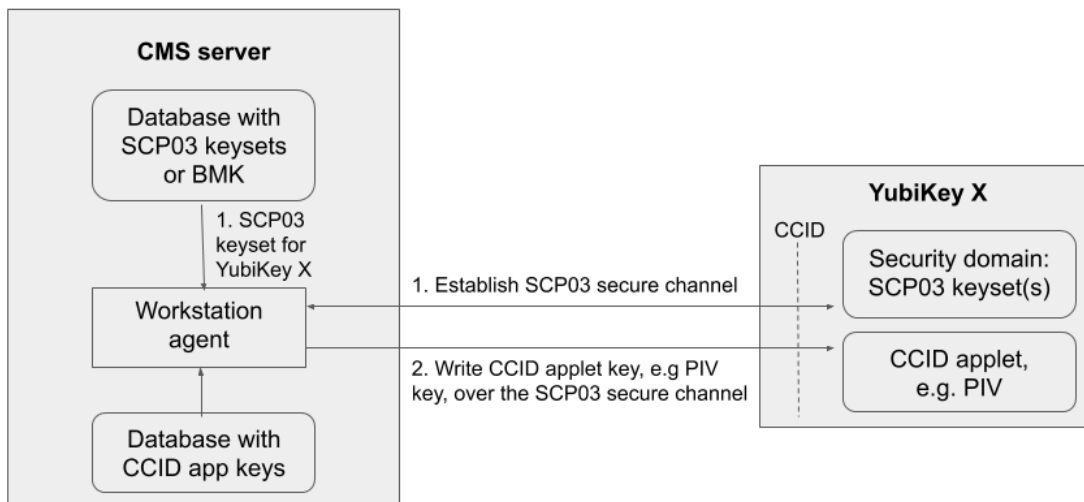 CMS server
Database with
SCP03 keysets
or BMK
1. SCP03
keyset for
YubiKey X
Workstation
agent
Database with
CCID app keys
1. Establish SCP03 secure channel
2. Write CCID applet key, e.g PIV
key, over the SCP03 secure channel
YubiKey X
CCID
Security domain:
SCP03 keyset(s)
CCID applet,
e.g. PIV